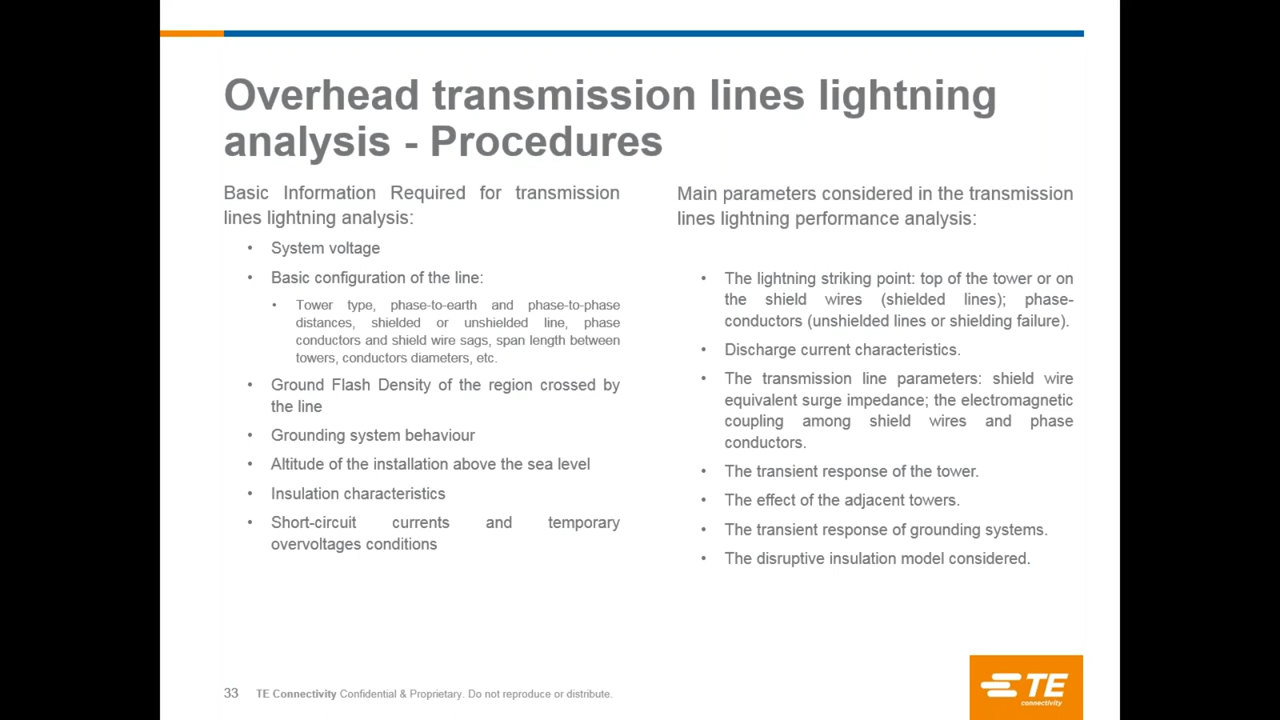 Overhead transmission lines lightning
analysis - Procedures
Basic Information Required for transmission
lines lightning analysis:
• System voltage
• Basic configuration of the line:
• Tower type, phase-to-earth and phase-to-phase
distances, shielded or unshielded line, phase
conductors and shield wire sags, span length between
towers, conductors diameters, etc.
• Ground Flash Density of the region crossed by
the line
• Grounding system behaviour
• Altitude of the installation above the sea level
• Insulation characteristics
• Short-circuit currents and temporary
overvoltages conditions
Main parameters considered in the transmission
lines lightning performance analysis:
• The lightning striking point: top of the tower or on
the shield wires (shielded lines); phase-
conductors (unshielded lines or shielding failure).
• Discharge current characteristics.
• The transmission line parameters: shield wire
equivalent surge impedance; the electromagnetic
coupling among shield wires and phase
conductors.
• The transient response of the tower.
• The effect of the adjacent towers.
• The transient response of grounding systems.
• The disruptive insulation model considered.
33 TE Connectivity Confidential & Proprietary. Do not reproduce or distribute.
TE
connectivity